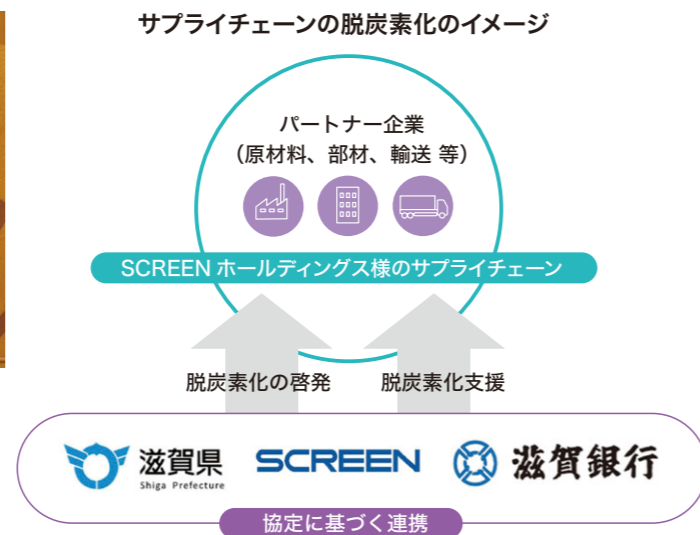 サプライチェーンの脱炭素化のイメージ
パートナー企業
（原材料、部材、輸送 等）
SCREEN ホールディングス様のサプライチェーン
脱炭素化の啓発 脱炭素化支援
滋賀県 SCREEN 滋賀銀行
Shiga Prefecture
協定に基づく連携